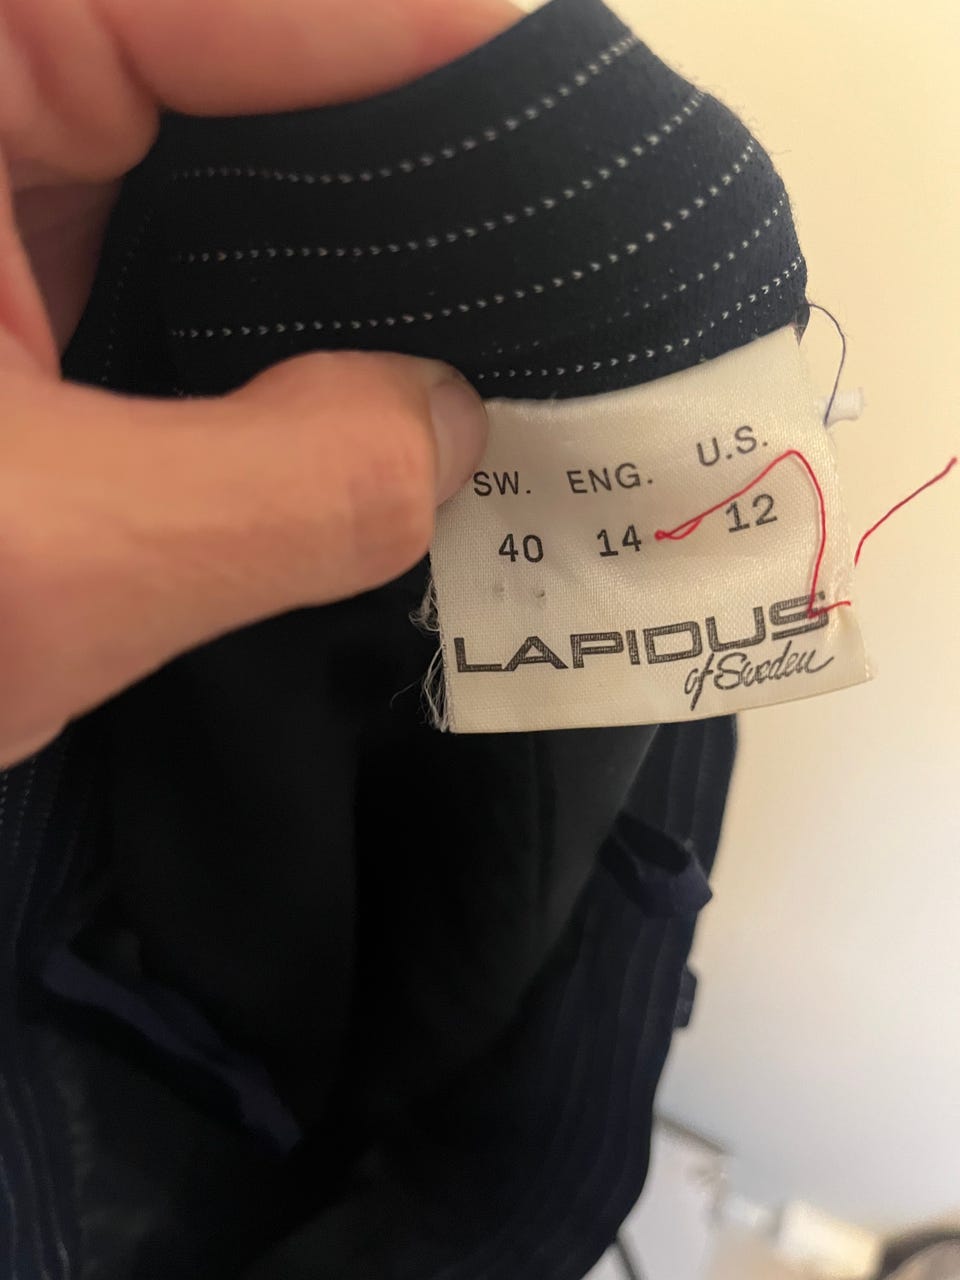 SW. ENG. U.S.
40 14 12
LAPIDUS
of Sweden